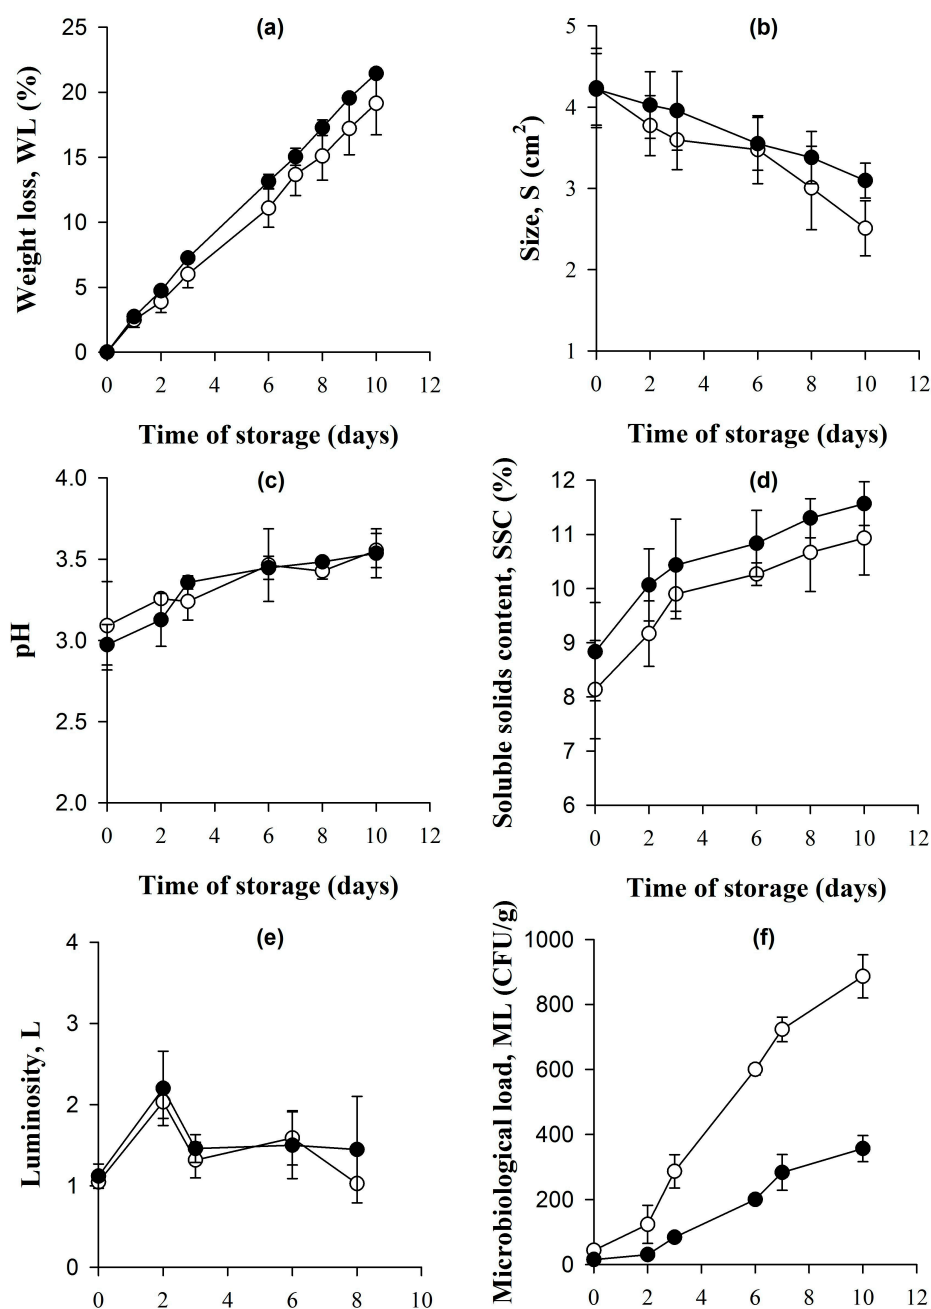 (a)
Weight loss, WL (%)
25
20
15
10
5
0
0 2 4 6 8 10 12
Time of storage (days)
(b)
Size, S (cm²)
5
4
3
2
1
0 2 4 6 8 10 12
Time of storage (days)
(c)
pH
4.0
3.5
3.0
2.5
2.0
0 2 4 6 8 10 12
Time of storage (days)
(d)
Soluble solids content, SSC (%)
12
11
10
9
8
7
6
0 2 4 6 8 10 12
Time of storage (days)
(e)
Luminosity, L
4
3
2
1
0
0 2 4 6 8 10
(f)
Microbiological load, ML (CFU/g)
1000
800
600
400
200
0
0 2 4 6 8 10 12